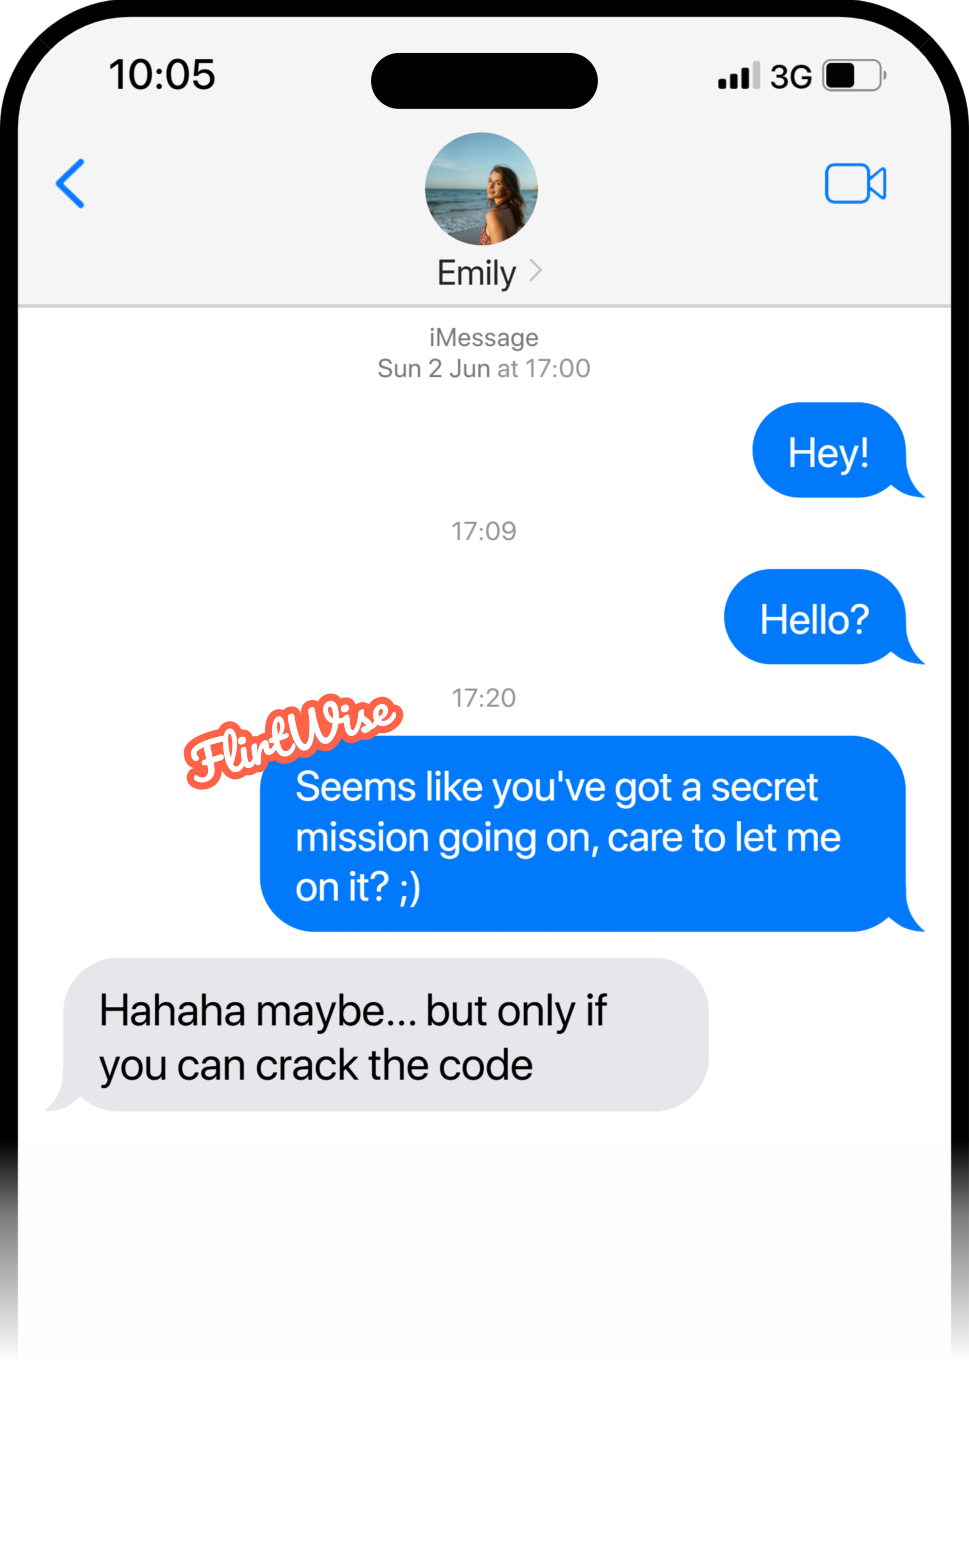 10:05
3G
Emily
iMessage
Sun 2 Jun at 17:00
Hey!
17:09
Hello?
17:20
FlirtWise
Seems like you've got a secret
mission going on, care to let me
on it? ;)
Hahaha maybe... but only if
you can crack the code